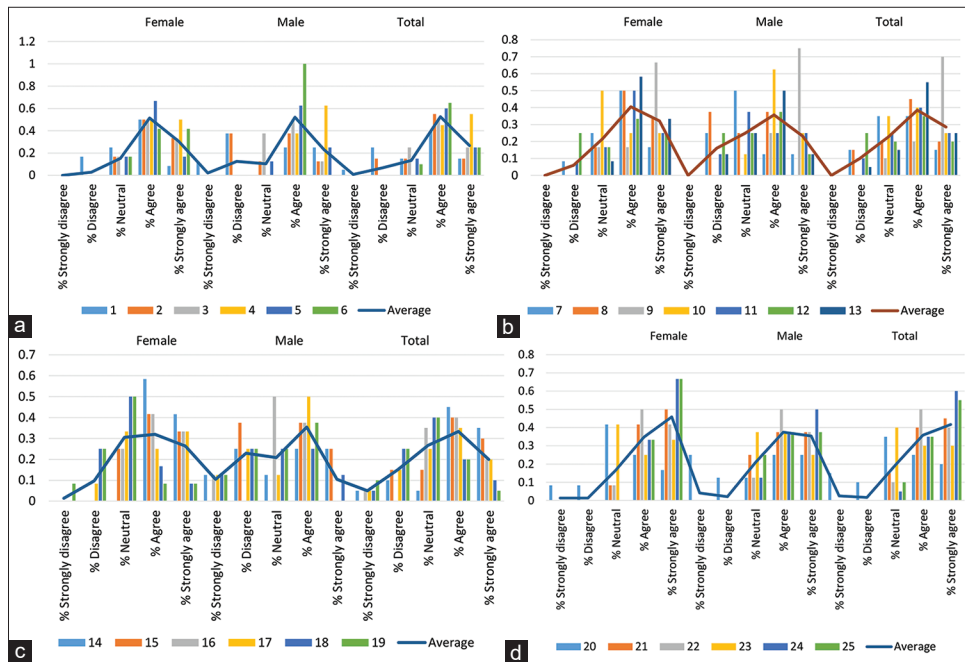 Female Male Total
1.2
1
0.8
0.6
0.4
0.2
0
% Strongly disagree
% Disagree
% Neutral
% Agree
% Strongly agree
% Strongly disagree
% Disagree
% Neutral
% Agree
% Strongly agree
% Strongly disagree
% Disagree
% Neutral
% Agree
% Strongly agree
1 2 3 4 5 6 Average
a
Female Male Total
0.8
0.7
0.6
0.5
0.4
0.3
0.2
0.1
0
% Strongly disagree
% Disagree
% Neutral
% Agree
% Strongly agree
% Strongly disagree
% Disagree
% Neutral
% Agree
% Strongly agree
% Strongly disagree
% Disagree
% Neutral
% Agree
% Strongly agree
7 8 9 10 11 12 13 Average
b
Female Male Total
0.7
0.6
0.5
0.4
0.3
0.2
0.1
0
% Strongly disagree
% Disagree
% Neutral
% Agree
% Strongly agree
% Strongly disagree
% Disagree
% Neutral
% Agree
% Strongly agree
% Strongly disagree
% Disagree
% Neutral
% Agree
% Strongly agree
14 15 16 17 18 19 Average
c
Female Male Total
0.8
0.7
0.6
0.5
0.4
0.3
0.2
0.1
0
% Strongly disagree
% Disagree
% Neutral
% Agree
% Strongly agree
% Strongly disagree
% Disagree
% Neutral
% Agree
% Strongly agree
% Strongly disagree
% Disagree
% Neutral
% Agree
% Strongly agree
20 21 22 23 24 25 Average
d